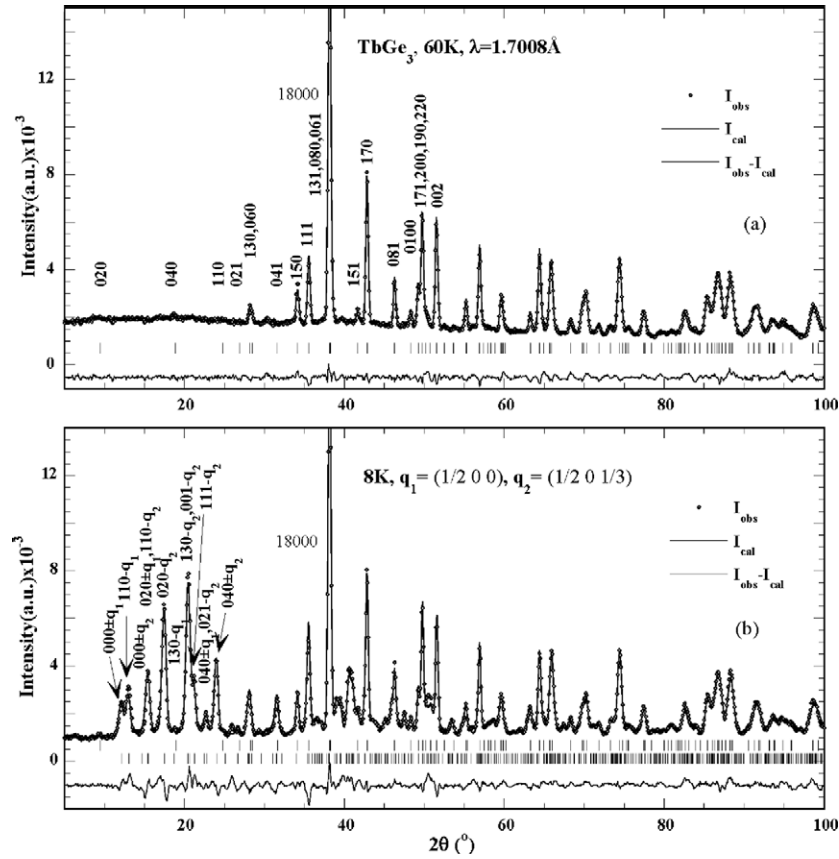 TbGe3, 60K, λ=1.7008Å
18000
Iobs
Ical
Iobs-Ical
(a)
Intensity(a.u.)x10-3
12
8
4
0
020
040
110
021
130,060
041
150
111
131,080,061
151
170
081
0100
171,200,190,220
002
20
40
60
80
100
8K, q1= (1/2 0 0), q2= (1/2 0 1/3)
18000
Iobs
Ical
Iobs-Ical
(b)
Intensity(a.u.)x10-3
12
8
4
0
000±q1
110-q1
000±q2
020±q1,110-q2
020-q2
130-q1
130-q2,001-q2
040±q1,021-q2
111-q2
040±q2
20
40
60
80
100
2θ (°)